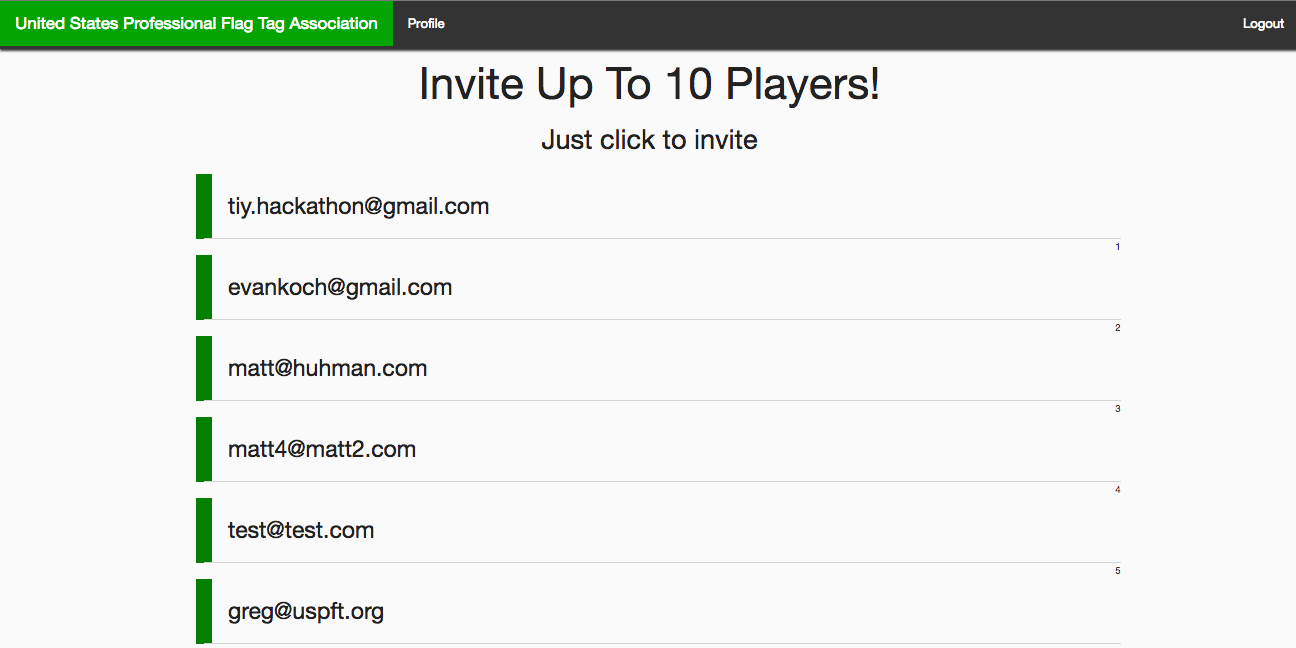 United States Professional Flag Tag Association Profile Logout
Invite Up To 10 Players!
Just click to invite
tiy.hackathon@gmail.com
1
evankoch@gmail.com
2
matt@huhman.com
3
matt4@matt2.com
4
test@test.com
5
greg@uspft.org